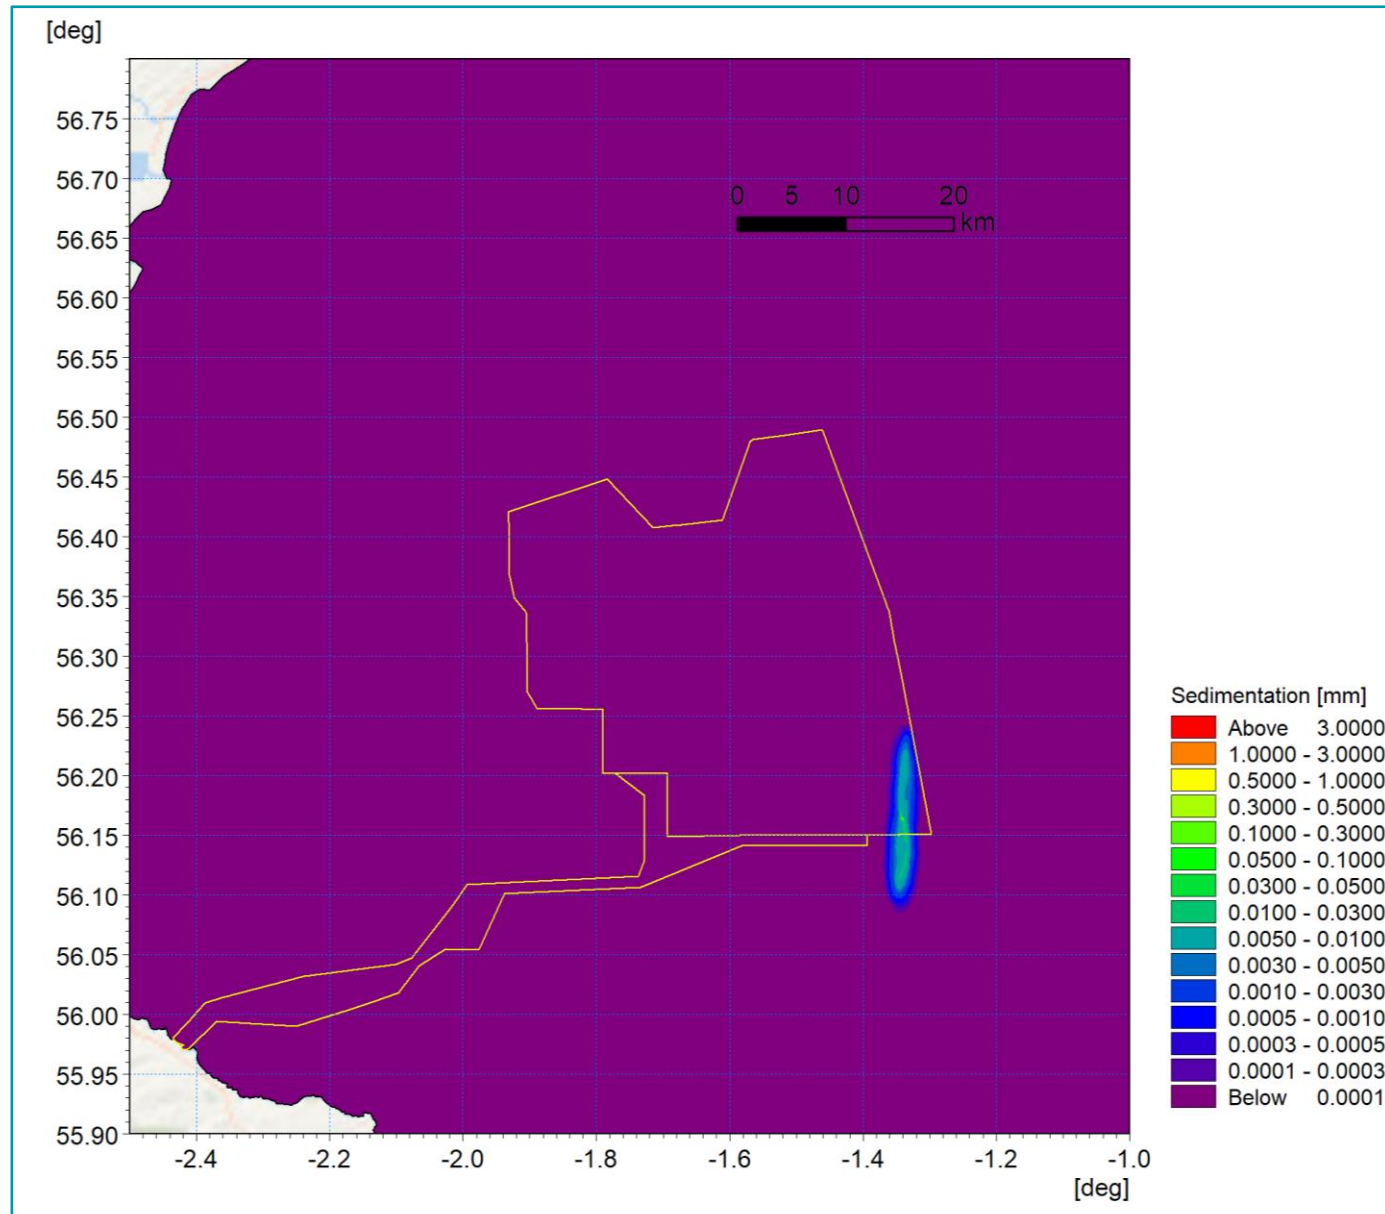 [deg]
56.75
56.70
56.65
56.60
56.55
56.50
56.45
56.40
56.35
56.30
56.25
56.20
56.15
56.10
56.05
56.00
55.95
55.90
0 5 10 20
km
-2.4 -2.2 -2.0 -1.8 -1.6 -1.4 -1.2 -1.0
[deg]
Sedimentation [mm]
Above 3.0000
1.0000 - 3.0000
0.5000 - 1.0000
0.3000 - 0.5000
0.1000 - 0.3000
0.0500 - 0.1000
0.0300 - 0.0500
0.0100 - 0.0300
0.0050 - 0.0100
0.0030 - 0.0050
0.0010 - 0.0030
0.0005 - 0.0010
0.0003 - 0.0005
0.0001 - 0.0003
Below 0.0001